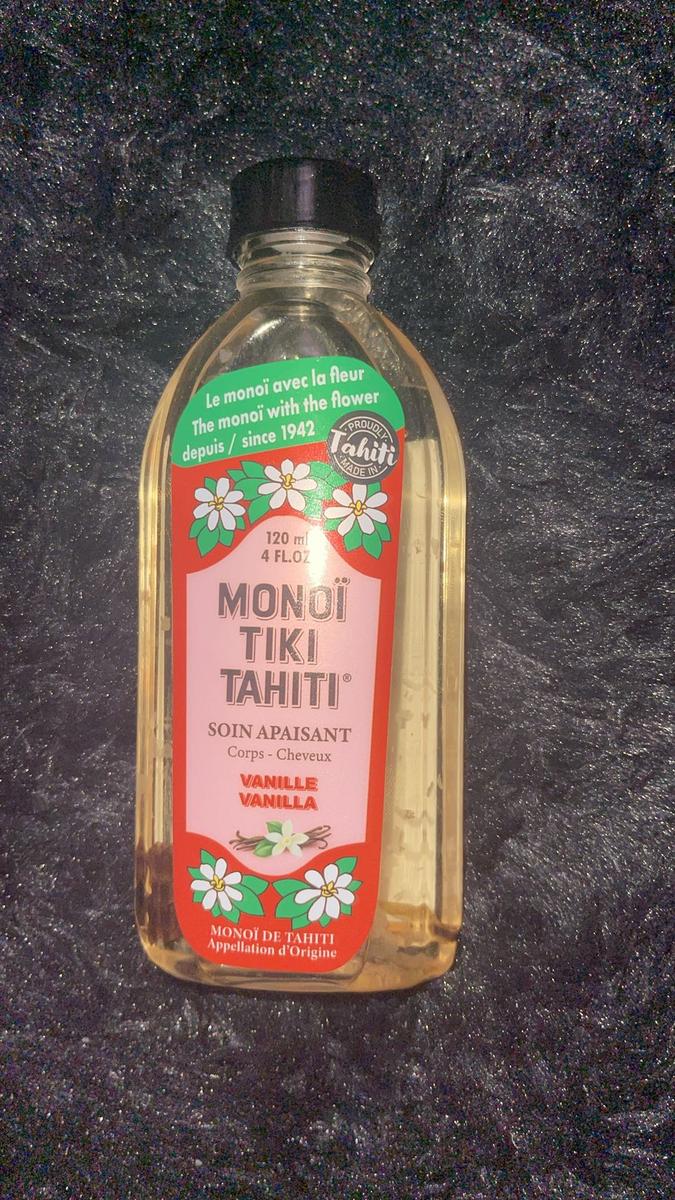 Le monoï avec la fleur
The monoï with the flower
depuis / since 1942
PROUDLY
Tahiti
MADE IN
120 ml
4 FL.OZ
MONOÏ
TIKI
TAHITI®
SOIN APAISANT
Corps - Cheveux
VANILLE
VANILLA
MONOÏ DE TAHITI
Appellation d'Origine